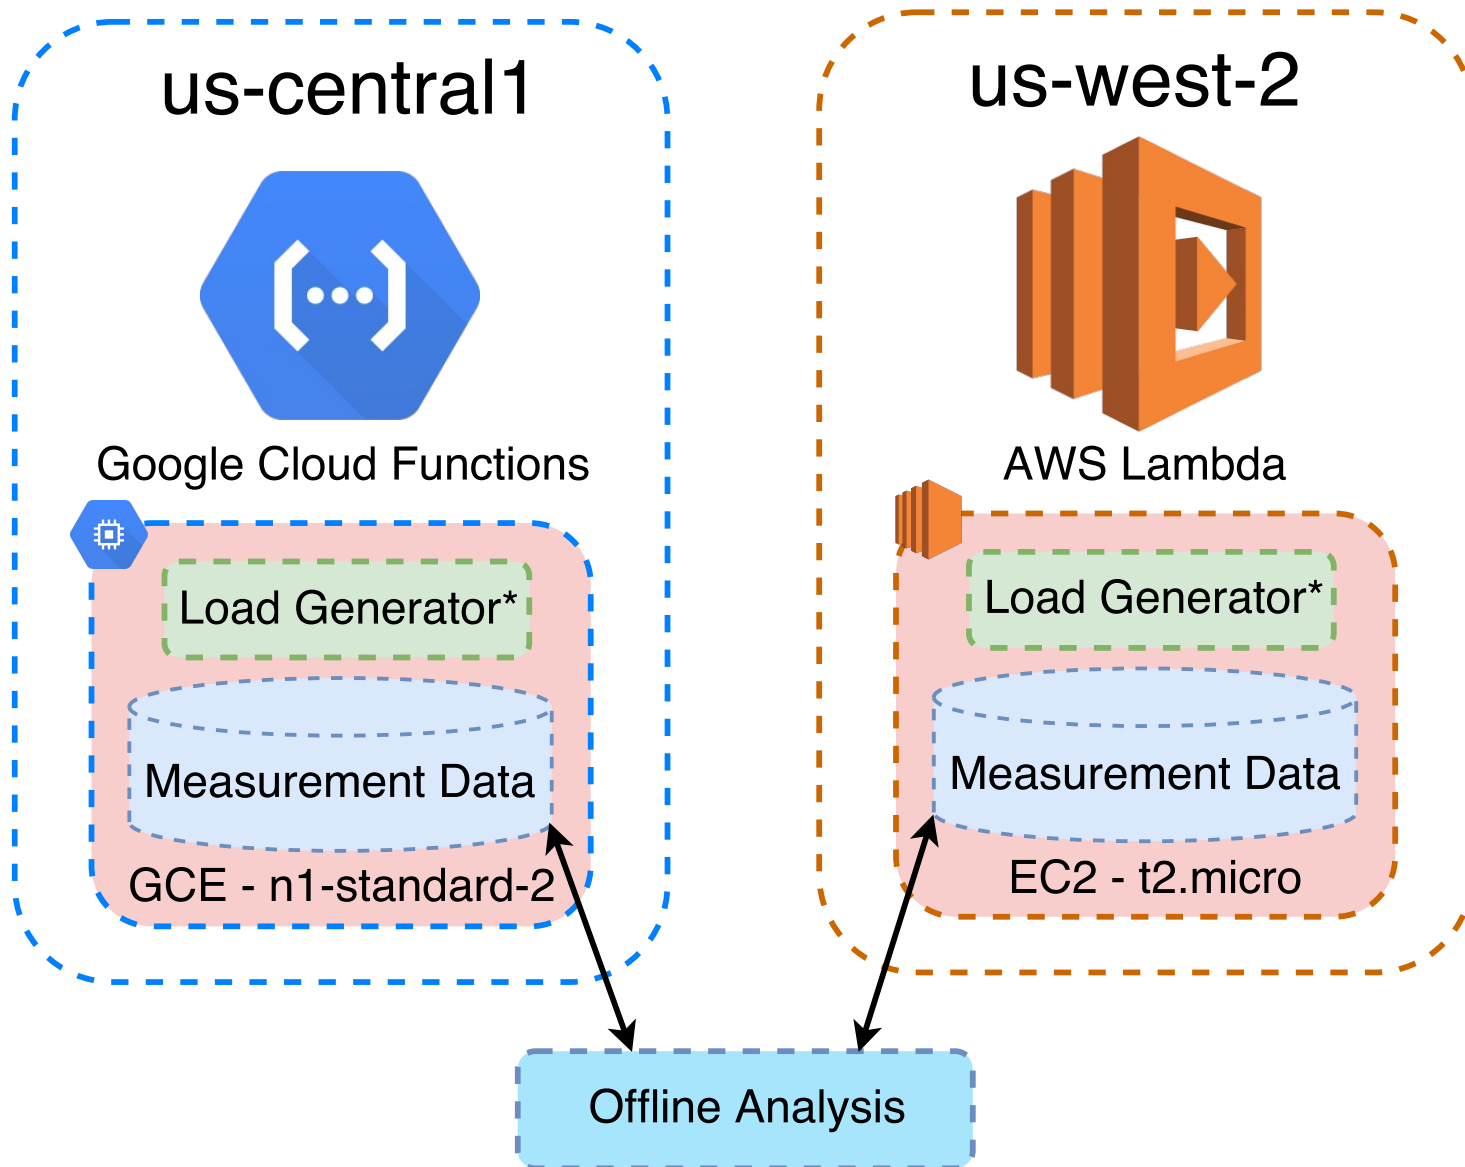 us-central1
Google Cloud Functions
Load Generator*
Measurement Data
GCE - n1-standard-2
us-west-2
AWS Lambda
Load Generator*
Measurement Data
EC2 - t2.micro
Offline Analysis